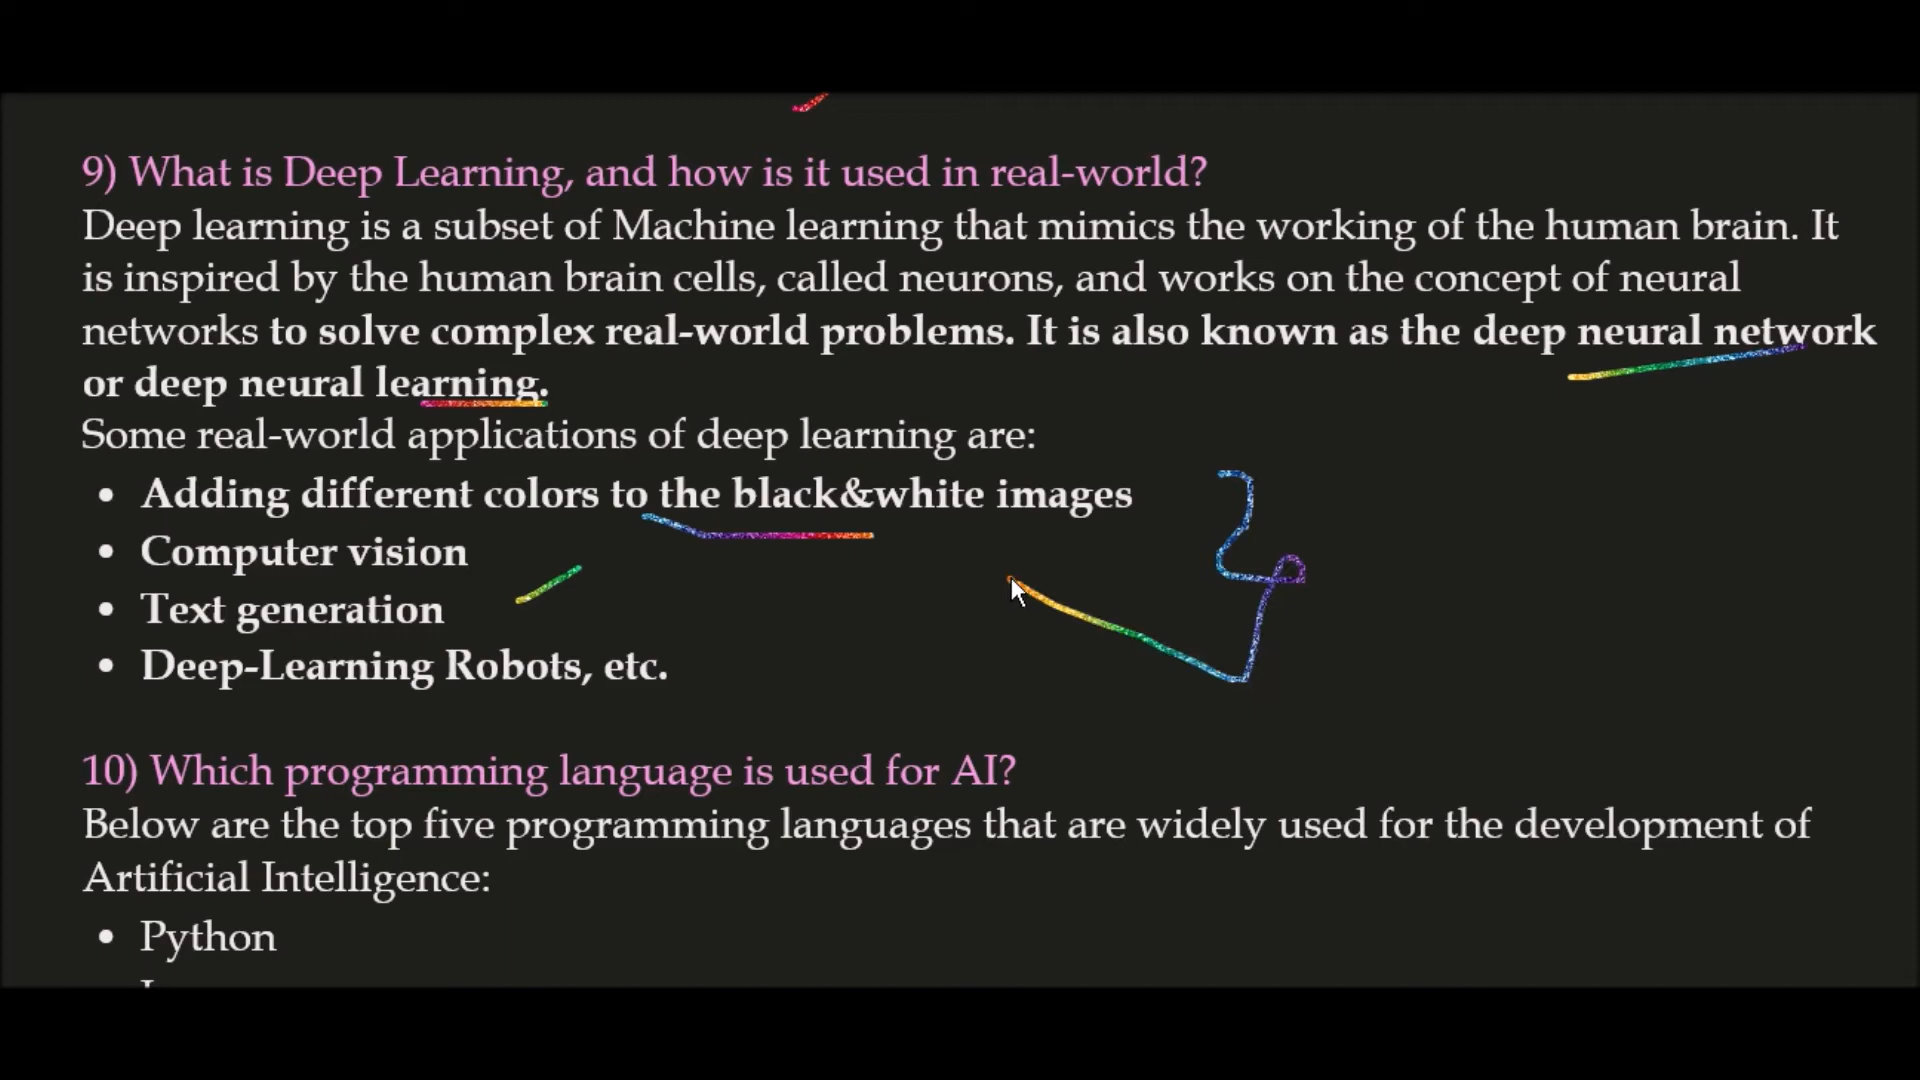 9) What is Deep Learning, and how is it used in real-world?
Deep learning is a subset of Machine learning that mimics the working of the human brain. It
is inspired by the human brain cells, called neurons, and works on the concept of neural
networks to solve complex real-world problems. It is also known as the deep neural network
or deep neural learning.
Some real-world applications of deep learning are:
• Adding different colors to the black&white images
• Computer vision
• Text generation
• Deep-Learning Robots, etc.
10) Which programming language is used for AI?
Below are the top five programming languages that are widely used for the development of
Artificial Intelligence:
• Python